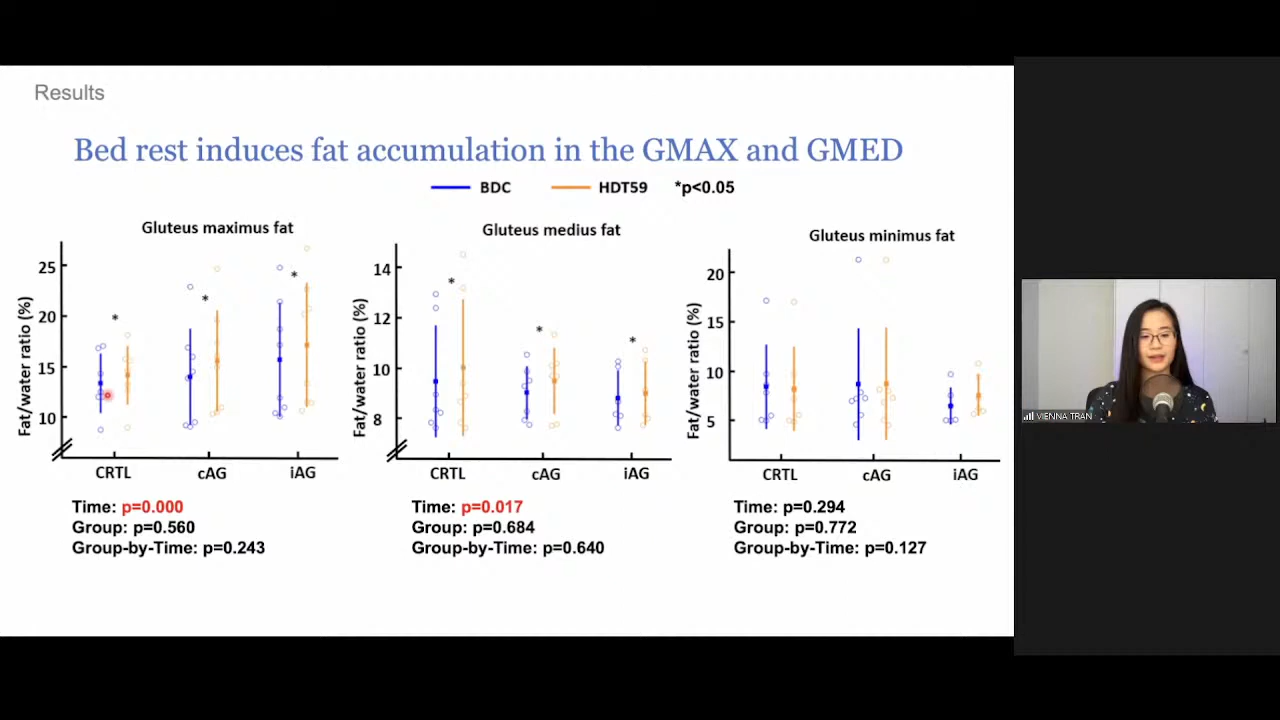 Results
Bed rest induces fat accumulation in the GMAX and GMED
BDC HDT59 *p<0.05
Gluteus maximus fat
Fat/water ratio (%)
25
20
15
10
* * *
CRTL cAG iAG
Time: p=0.000
Group: p=0.560
Group-by-Time: p=0.243
Gluteus medius fat
Fat/water ratio (%)
14
12
10
8
* * *
CRTL cAG iAG
Time: p=0.017
Group: p=0.684
Group-by-Time: p=0.640
Gluteus minimus fat
Fat/water ratio (%)
20
15
10
5
CRTL cAG iAG
Time: p=0.294
Group: p=0.772
Group-by-Time: p=0.127
VIENNA TRAN